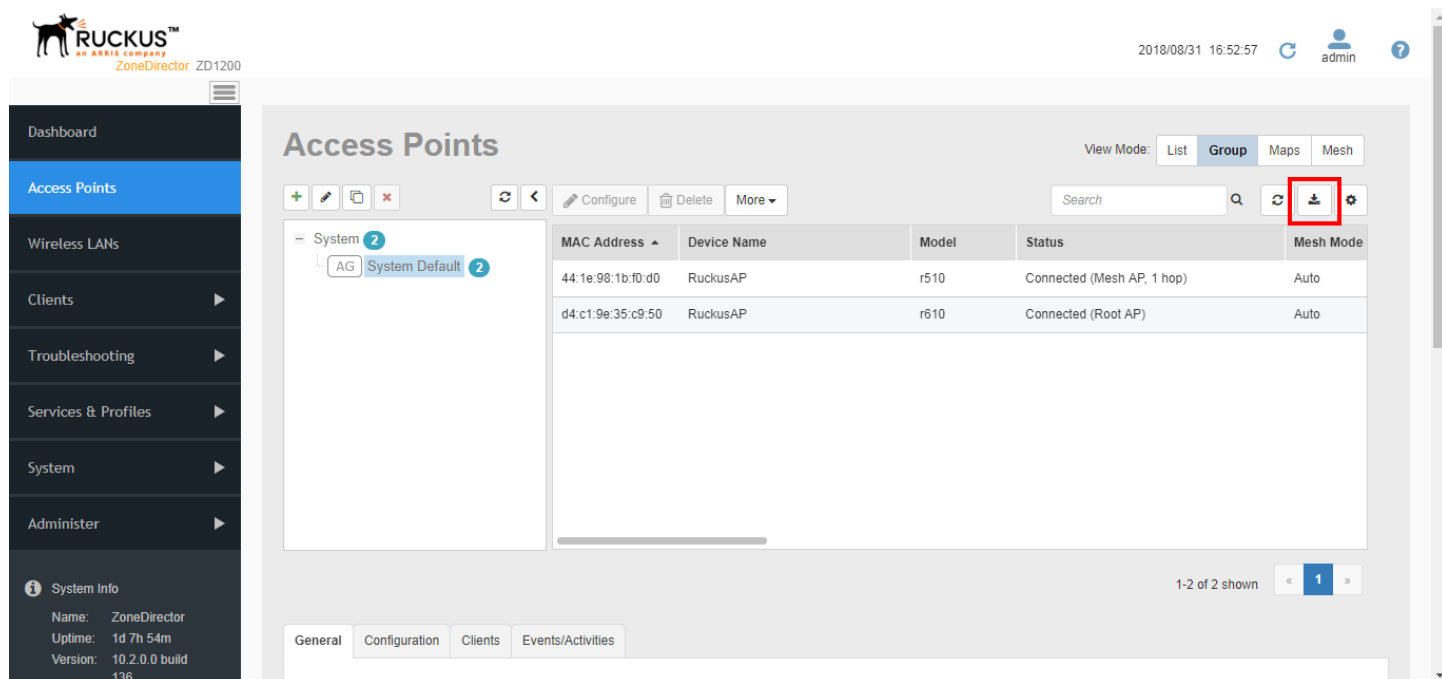 RUCKUS™
an ARRIS company
ZoneDirector ZD1200
2018/08/31 16:52:57
admin
?
Dashboard
Access Points
Wireless LANs
Clients
Troubleshooting
Services & Profiles
System
Administer
System Info
Name: ZoneDirector
Uptime: 1d 7h 54m
Version: 10.2.0.0 build
136
Access Points
View Mode: List Group Maps Mesh
Configure Delete More Search
System 2
AG System Default 2
MAC Address Device Name Model Status Mesh Mode
44:1e:98:1b:f0:d0 RuckusAP r510 Connected (Mesh AP, 1 hop) Auto
d4:c1:9e:35:c9:50 RuckusAP r610 Connected (Root AP) Auto
1-2 of 2 shown « 1 »
General Configuration Clients Events/Activities